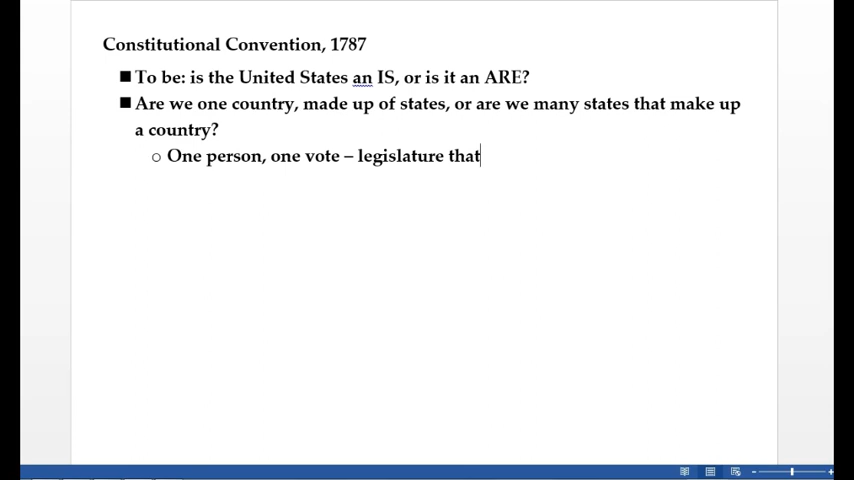 Constitutional Convention, 1787
■ To be: is the United States an IS, or is it an ARE?
■ Are we one country, made up of states, or are we many states that make up
a country?
○ One person, one vote – legislature that